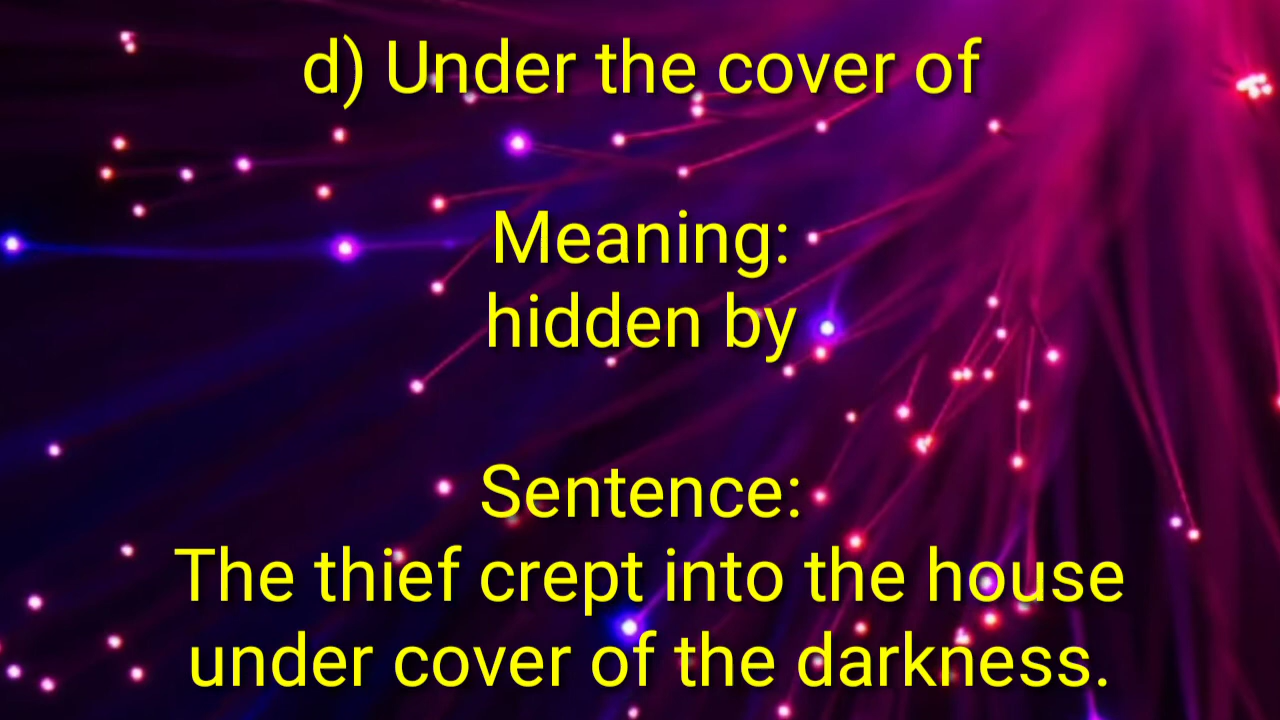 d) Under the cover of
Meaning:
hidden by
Sentence:
The thief crept into the house
under cover of the darkness.